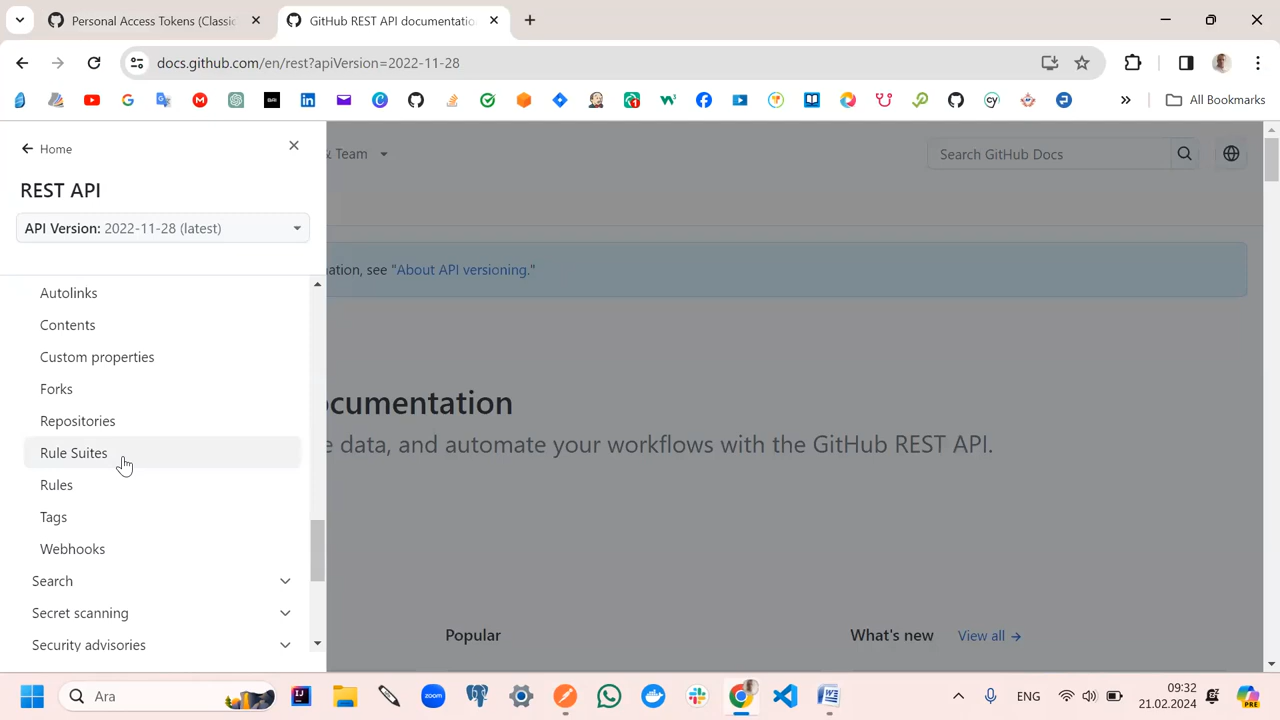 Personal Access Tokens (Classic
GitHub REST API documentatio
docs.github.com/en/rest?apiVersion=2022-11-28
All Bookmarks
Home
& Team
Search GitHub Docs
REST API
API Version: 2022-11-28 (latest)
ation, see "About API versioning."
Autolinks
Contents
Custom properties
Forks
Repositories
Rule Suites
Rules
Tags
Webhooks
Search
Secret scanning
Security advisories
ocumentation
e data, and automate your workflows with the GitHub REST API.
Popular
What's new
View all →
Ara
zoom
ENG
09:32
21.02.2024
PRE